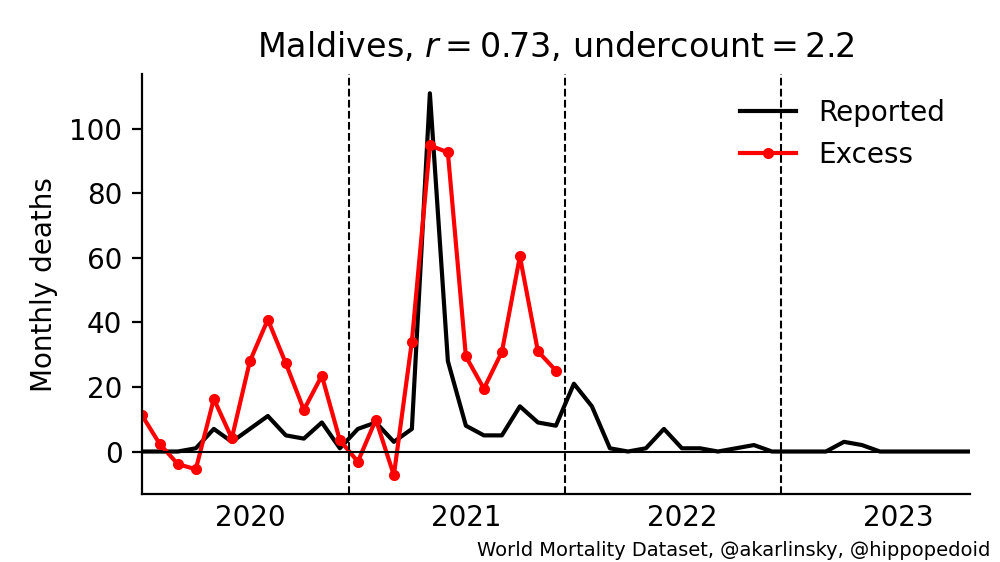 Maldives, r = 0.73, undercount = 2.2
Reported
Excess
Monthly deaths
100
80
60
40
20
0
2020 2021 2022 2023
World Mortality Dataset, @akarlinsky, @hippopedoid